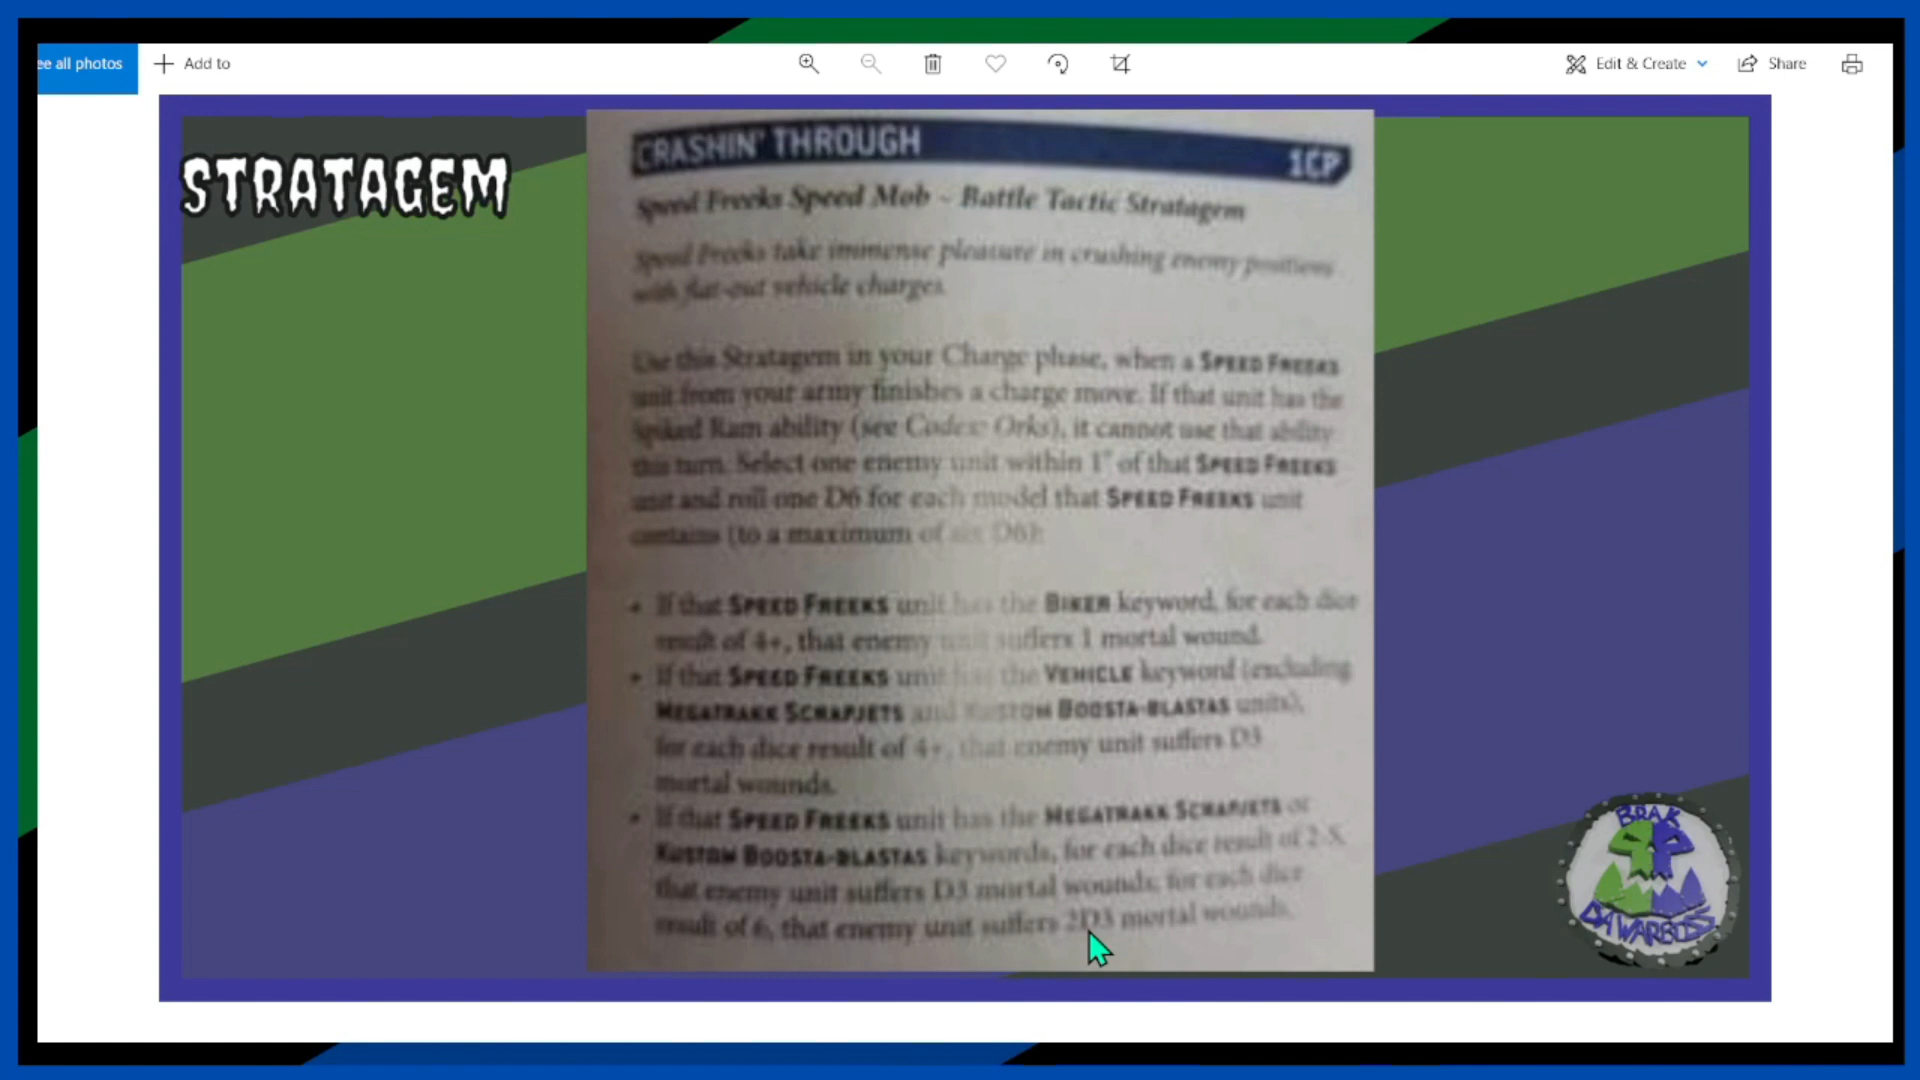 ee all photos
Add to
Edit & Create
Share
STRATAGEM
CRASHIN' THROUGH
1CP
Speed Freeks Speed Mob – Battle Tactic Stratagem
Speed Freeks take immense pleasure in crushing enemy positions
with flat-out vehicle charges.
Use this Stratagem in your Charge phase, when a SPEED FREEKS
unit from your army finishes a charge move. If that unit has the
Spiked Ram ability (see Codex: Orks), it cannot use that ability
this turn. Select one enemy unit within 1" of that SPEED FREEKS
unit and roll one D6 for each model that SPEED FREEKS unit
contains (to a maximum of six D6):
• If that SPEED FREEKS unit has the BIKER keyword, for each dice
result of 4+, that enemy unit suffers 1 mortal wound.
• If that SPEED FREEKS unit has the VEHICLE keyword (excluding
MEGATRAKK SCRAPJETS and KUSTOM BOOSTA-BLASTAS units),
for each dice result of 4+, that enemy unit suffers D3
mortal wounds.
• If that SPEED FREEKS unit has the MEGATRAKK SCRAPJETS or
KUSTOM BOOSTA-BLASTAS keywords, for each dice result of 2-5,
that enemy unit suffers D3 mortal wounds; for each dice
result of 6, that enemy unit suffers 2D3 mortal wounds.
BRAK
DA WARBOSS